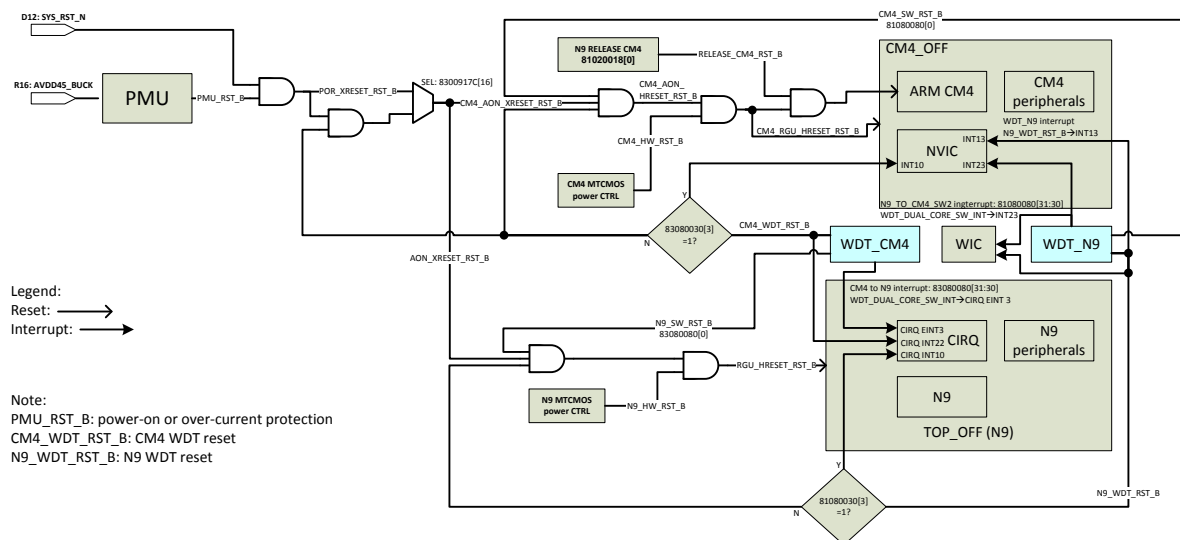 CM4_SW_RST_B
81080080[0]
D12: SYS_RST_N
N9 RELEASE CM4
81020018[0]
RELEASE_CM4_RST_B
CM4_OFF
R16: AVDD45_BUCK
PMU
PMU_RST_B
POR_XRESET_RST_B
SEL: 8300917C[16]
CM4_AON_XRESET_RST_B
CM4_AON_
HRESET_RST_B
ARM CM4
CM4
peripherals
CM4_HW_RST_B
CM4_RGU_HRESET_RST_B
WDT_N9 interrupt
N9_WDT_RST_B→INT13
INT13
NVIC
INT10
INT23
CM4 MTCMOS
power CTRL
Y
N9_TO_CM4_SW2 ingterrupt: 81080080[31:30]
WDT_DUAL_CORE_SW_INT→INT23
83080030[3]
=1?
N
CM4_WDT_RST_B
WDT_CM4
WIC
WDT_N9
AON_XRESET_RST_B
Legend:
Reset:
Interrupt:
CM4 to N9 interrupt: 83080080[31:30]
WDT_DUAL_CORE_SW_INT→CIRQ EINT 3
N9_SW_RST_B
83080080[0]
CIRQ EINT3
CIRQ INT22
CIRQ INT10
CIRQ
N9
peripherals
RGU_HRESET_RST_B
N9 MTCMOS
power CTRL
N9_HW_RST_B
N9
TOP_OFF (N9)
Note:
PMU_RST_B: power-on or over-current protection
CM4_WDT_RST_B: CM4 WDT reset
N9_WDT_RST_B: N9 WDT reset
Y
81080030[3]
=1?
N
N9_WDT_RST_B